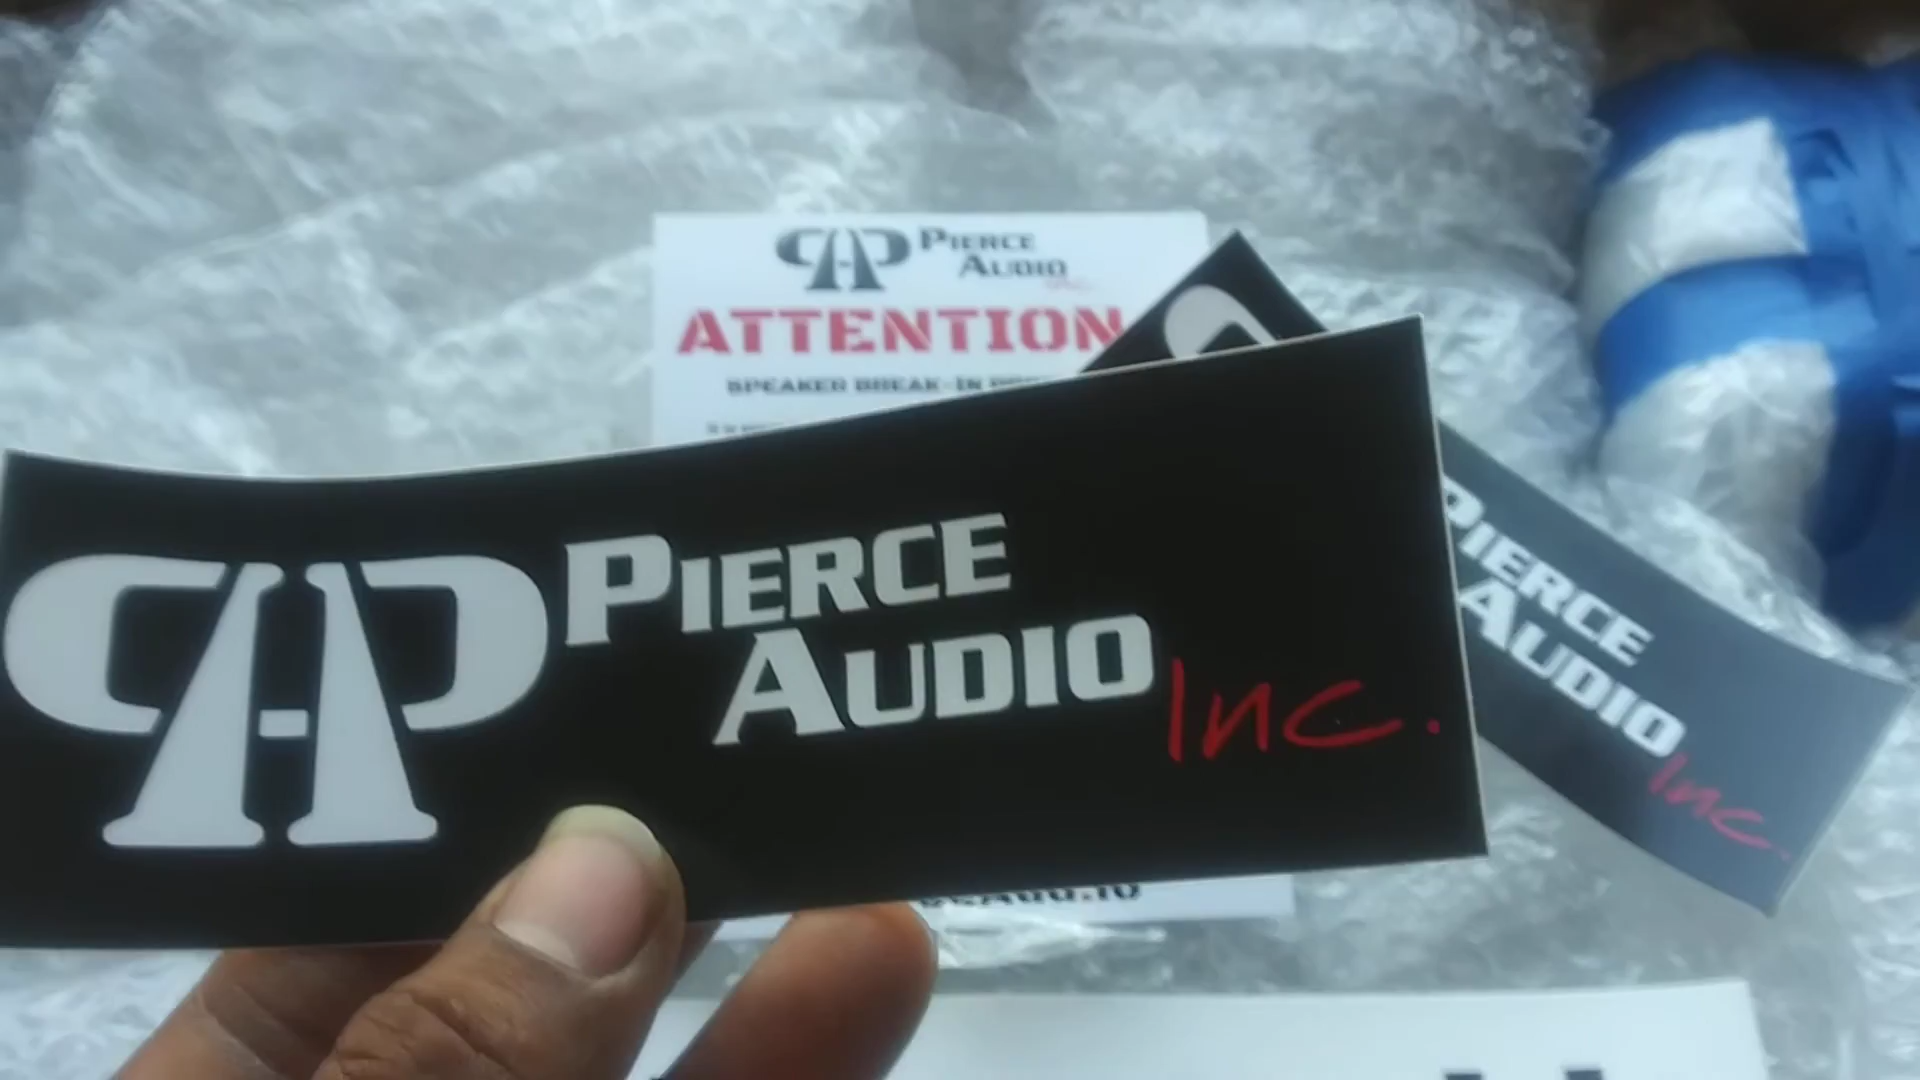 PIERCE
AUDIO
Inc.
ATTENTION
SPEAKER BREAK-IN
PIERCE
AUDIO
Inc.
PIERCE
AUDIO
Inc.